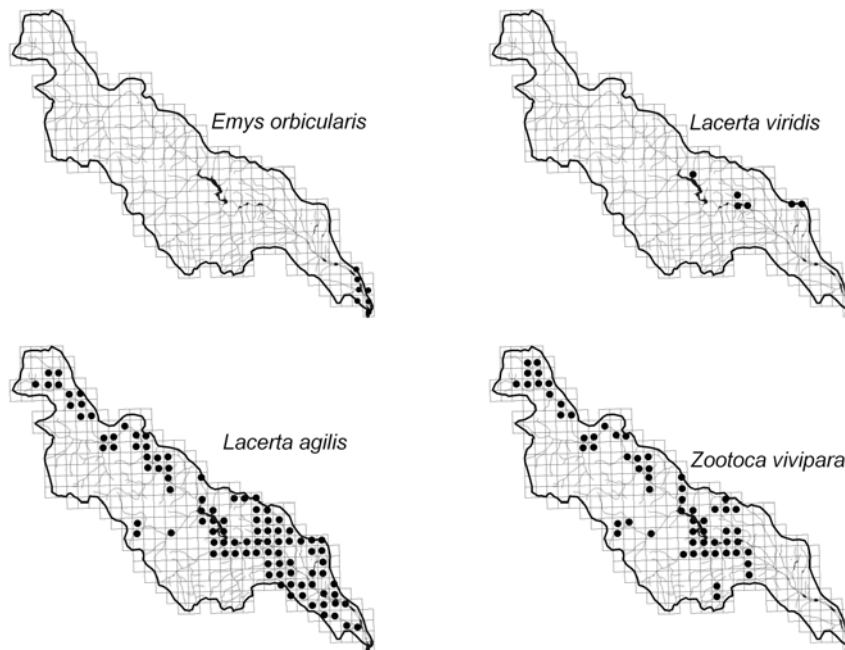 Emys orbicularis
Lacerta viridis
Lacerta agilis
Zootoca vivipara